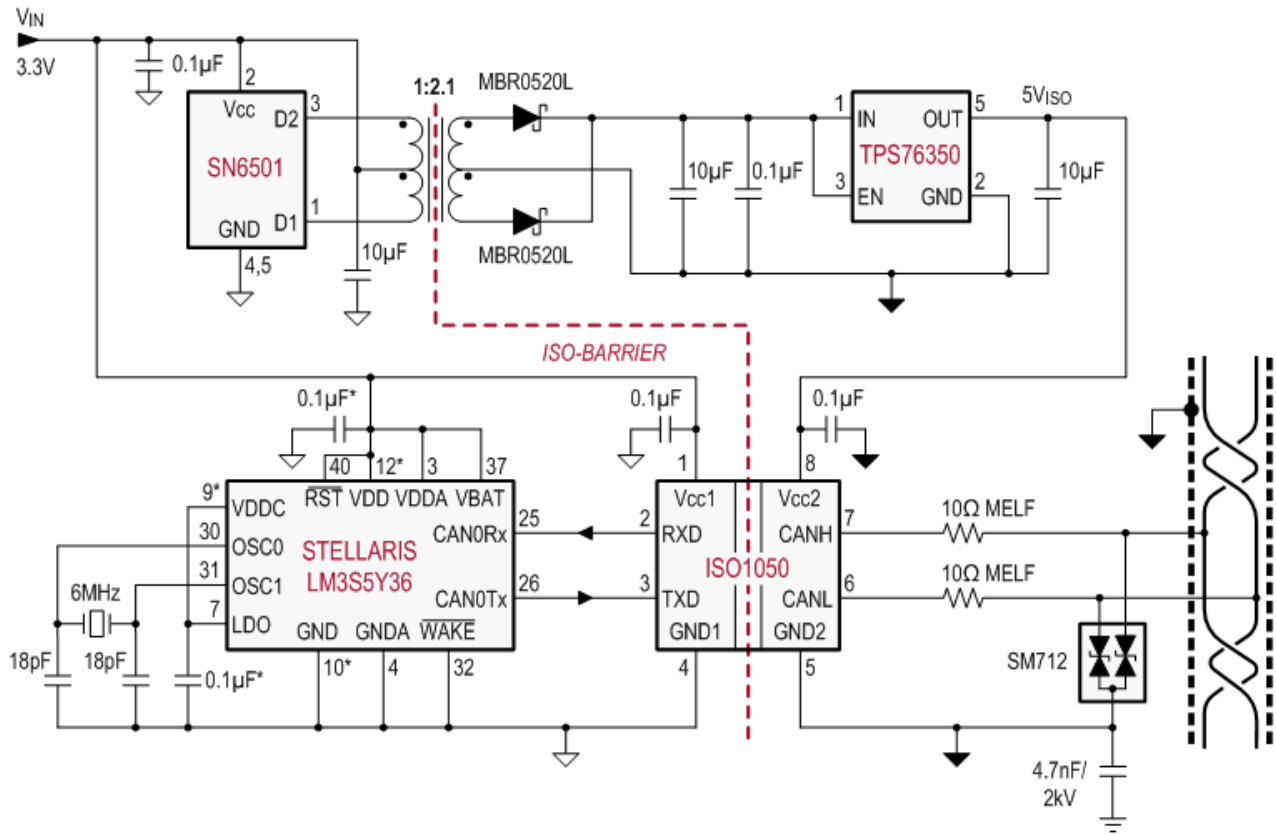 VIN
3.3V
0.1µF
2
Vcc
D2
3
SN6501
D1
1
GND
4,5
10µF
1:2.1
MBR0520L
MBR0520L
10µF
0.1µF
1
IN
OUT
5
TPS76350
3
EN
GND
2
5VISO
10µF
ISO-BARRIER
0.1µF*
0.1µF
0.1µF
40
12*
3
37
1
8
9*
VDDC
RST
VDD
VDDA
VBAT
30
OSC0
CAN0Rx
25
STELLARIS
LM3S5Y36
31
OSC1
CAN0Tx
26
6MHz
7
LDO
GND
GNDA
WAKE
18pF
18pF
0.1µF*
10*
4
32
Vcc1
Vcc2
2
RXD
CANH
7
10Ω MELF
ISO1050
3
TXD
CANL
6
10Ω MELF
GND1
GND2
4
5
SM712
4.7nF/
2kV